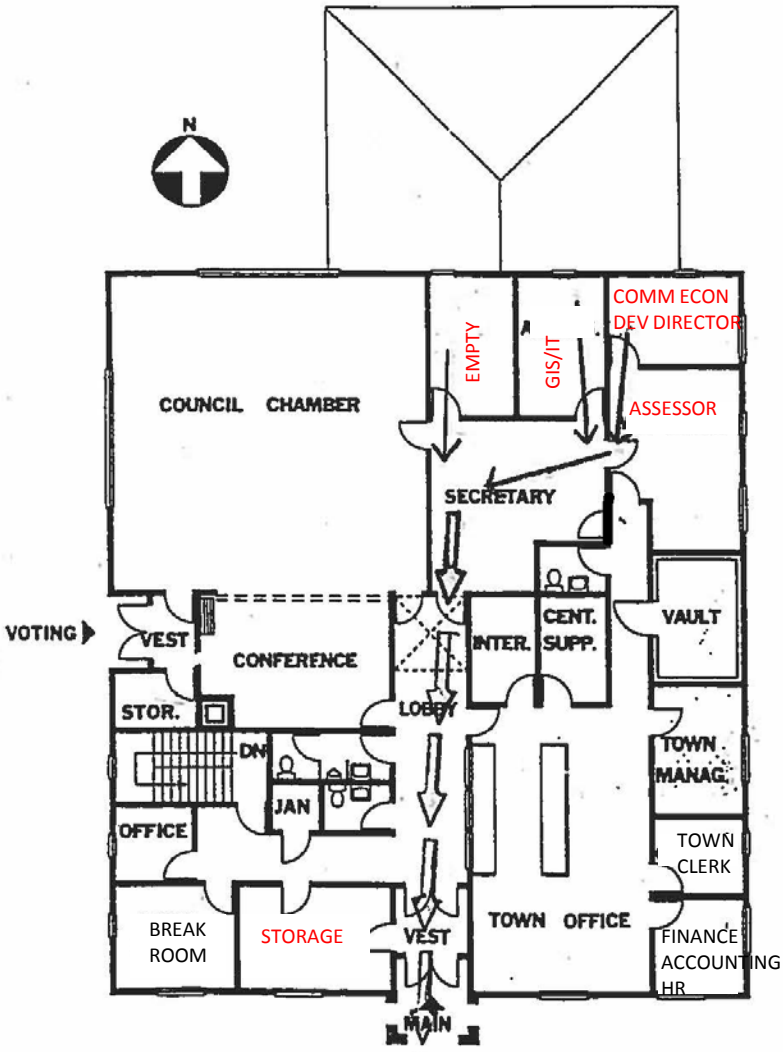 N
COMM ECON
DEV DIRECTOR
EMPTY
GIS/IT
COUNCIL CHAMBER
ASSESSOR
SECRETARY
VOTING
VEST
CONFERENCE
INTER.
CENT.
SUPP.
VAULT
STOR.
LOBBY
DN
TOWN
MANAG.
JAN
OFFICE
TOWN
CLERK
BREAK
ROOM
STORAGE
VEST
TOWN OFFICE
FINANCE
ACCOUNTING
HR
MAIN